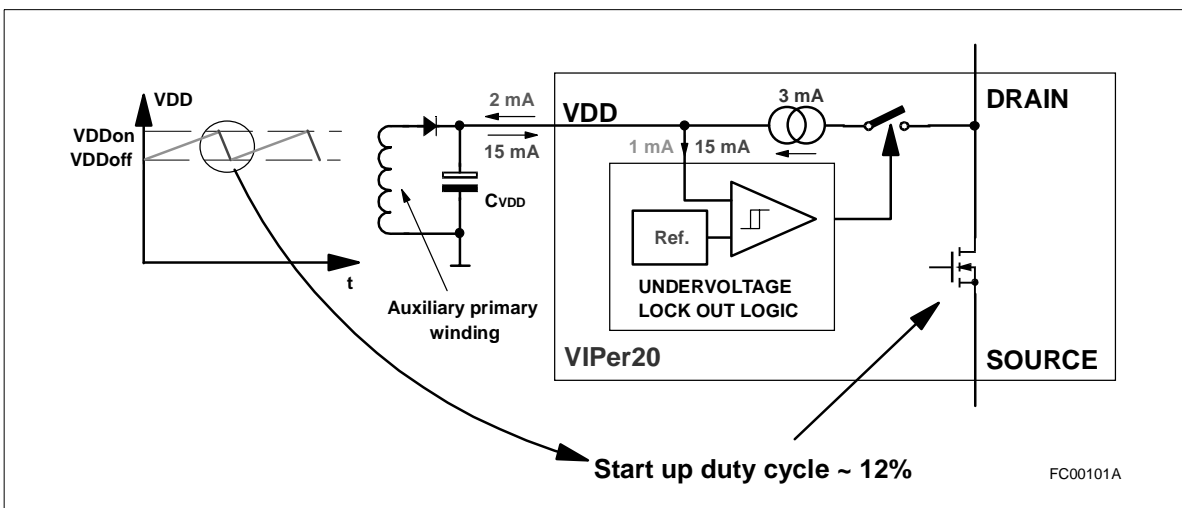 VDD
VDDon
VDDoff
t
Auxiliary primary
winding
CVDD
2 mA
15 mA
VDD
3 mA
DRAIN
1 mA
15 mA
Ref.
UNDERVOLTAGE
LOCK OUT LOGIC
VIPer20
SOURCE
Start up duty cycle ~ 12%
FC00101A